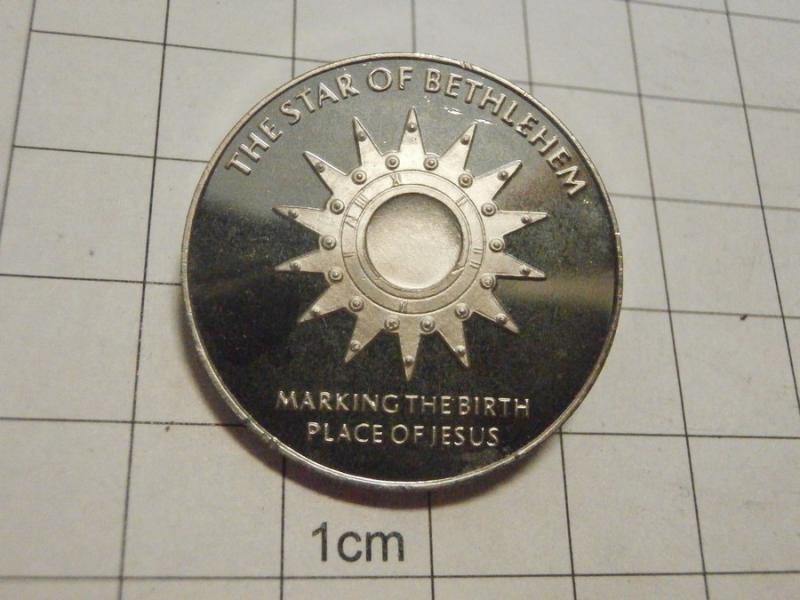 THE STAR OF BETHLEHEM
MARKING THE BIRTH
PLACE OF JESUS
1cm